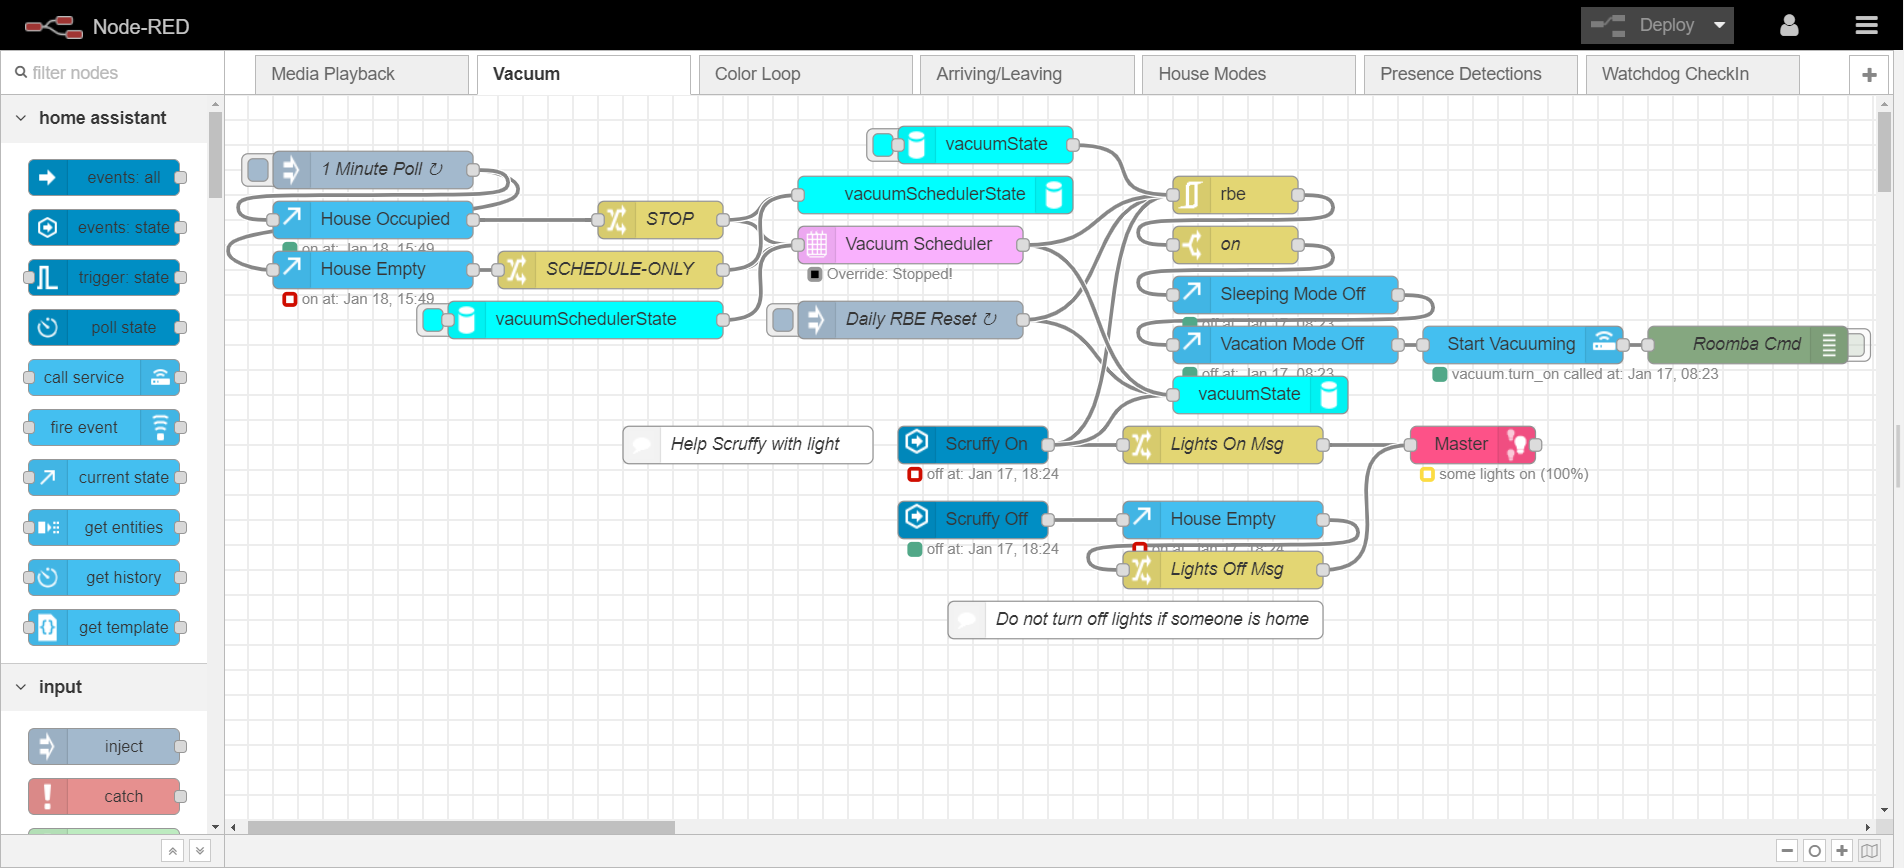 Node-RED
Deploy
filter nodes
Media Playback
Vacuum
Color Loop
Arriving/Leaving
House Modes
Presence Detections
Watchdog CheckIn
home assistant
events: all
events: state
trigger: state
poll state
call service
fire event
current state
get entities
get history
get template
input
inject
catch
1 Minute Poll ↻
House Occupied
on at: Jan 18, 15:49
House Empty
on at: Jan 18, 15:49
STOP
SCHEDULE-ONLY
vacuumSchedulerState
vacuumState
vacuumSchedulerState
Vacuum Scheduler
Override: Stopped!
Daily RBE Reset ↻
rbe
on
Sleeping Mode Off
off at: Jan 17, 08:23
Vacation Mode Off
off at: Jan 17, 08:23
Start Vacuuming
vacuum.turn_on called at: Jan 17, 08:23
Roomba Cmd
vacuumState
Help Scruffy with light
Scruffy On
off at: Jan 17, 18:24
Lights On Msg
Master
some lights on (100%)
Scruffy Off
off at: Jan 17, 18:24
House Empty
on at: Jan 17, 18:24
Lights Off Msg
Do not turn off lights if someone is home